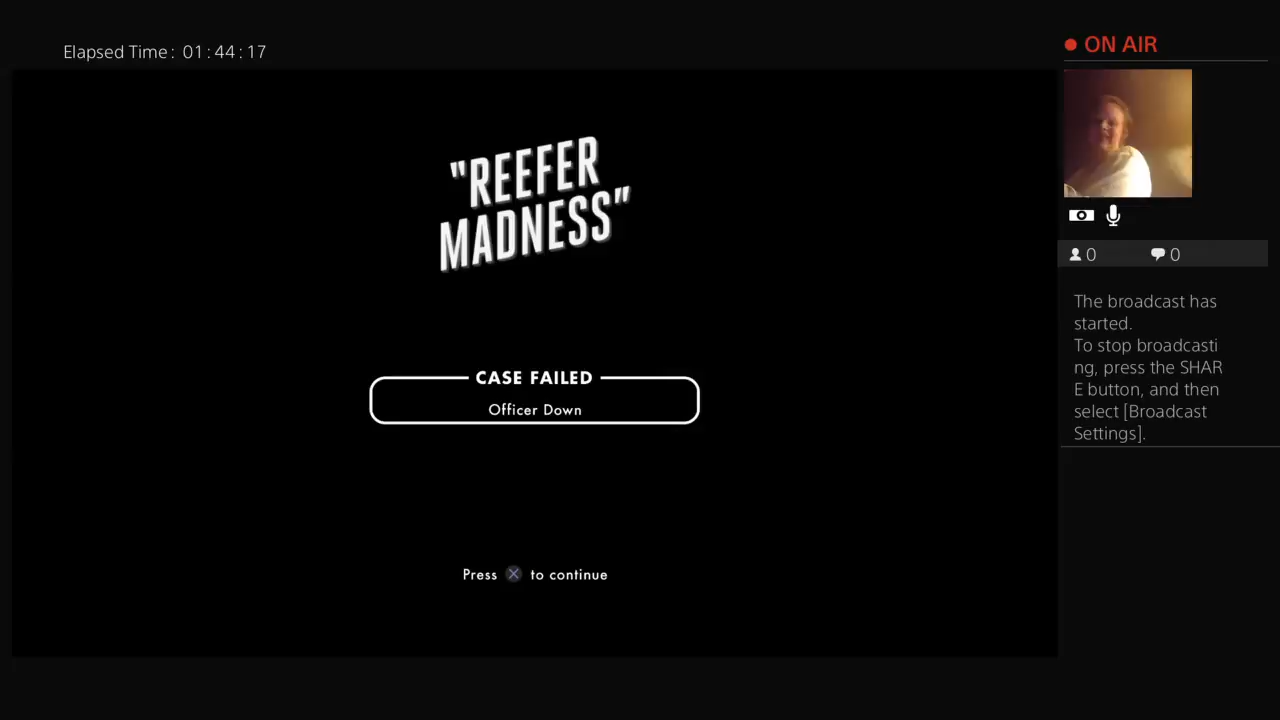 Elapsed Time: 01:44:17
ON AIR
"REEFER
MADNESS"
0
0
The broadcast has
started.
To stop broadcasti
ng, press the SHAR
E button, and then
select [Broadcast
Settings].
CASE FAILED
Officer Down
Press X to continue